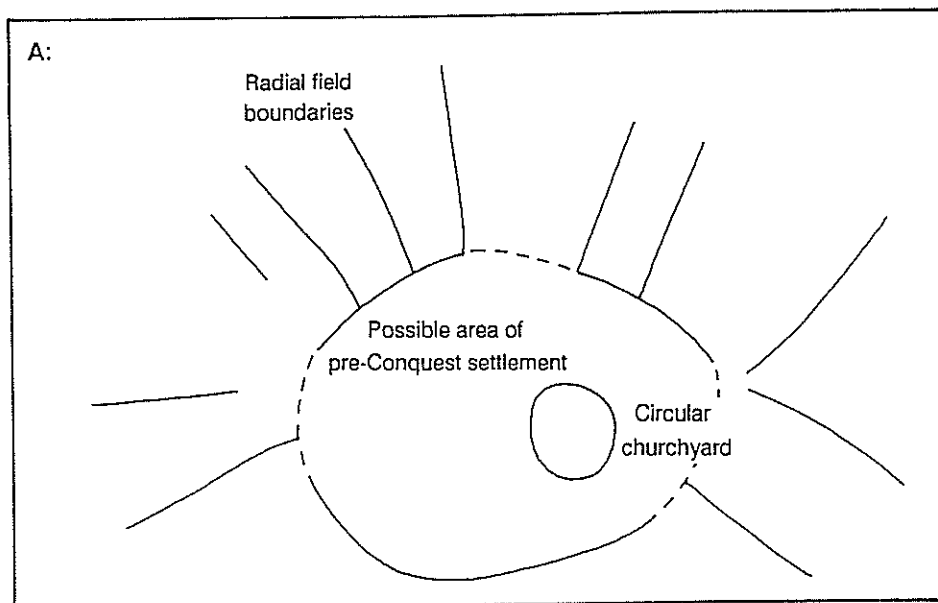 A:
Radial field
boundaries
Possible area of
pre-Conquest settlement
Circular
churchyard